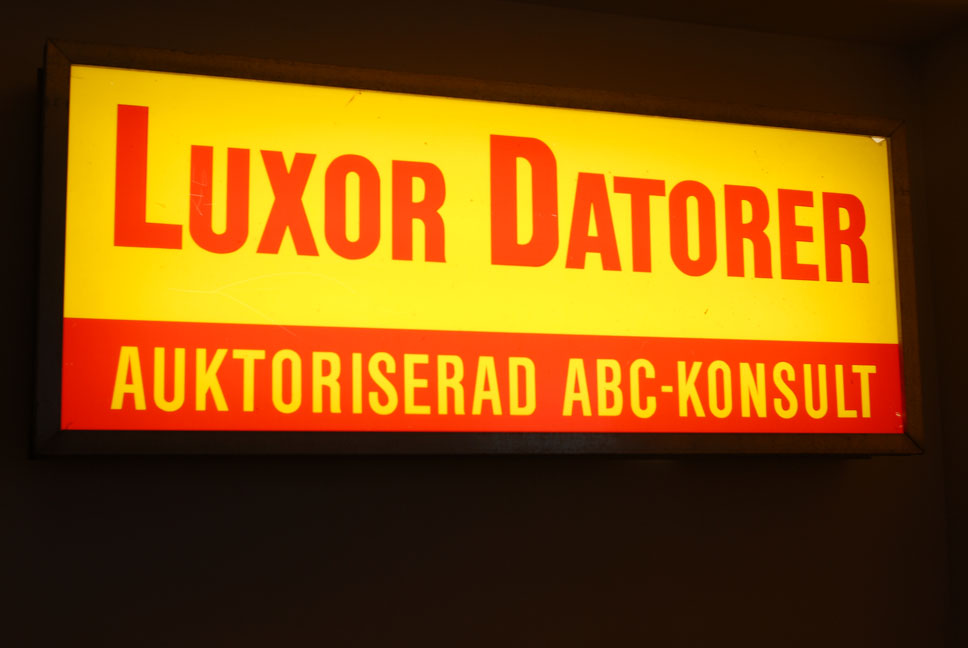 LUXOR DATORER
AUKTORISERAD ABC-KONSULT